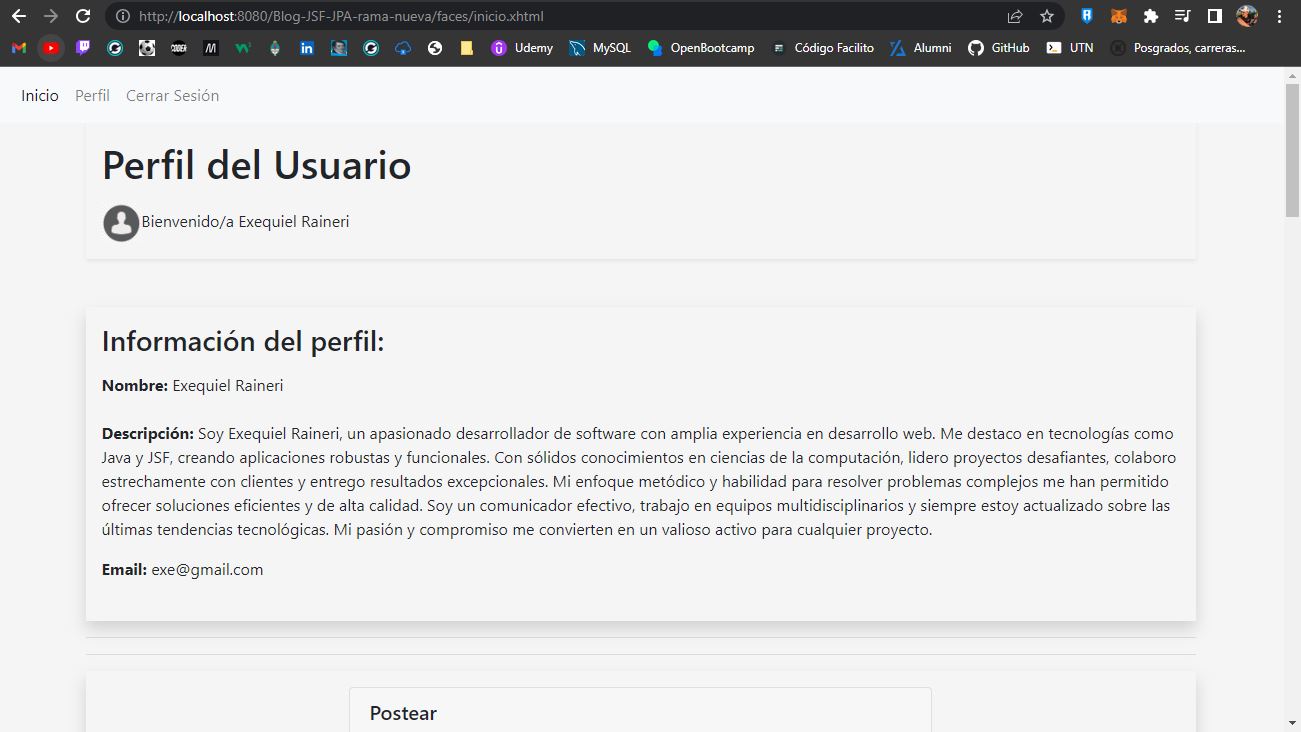 http://localhost:8080/Blog-JSF-JPA-rama-nueva/faces/inicio.xhtml
Udemy MySQL OpenBootcamp Código Facilito Alumni GitHub UTN Posgrados, carreras...
Inicio Perfil Cerrar Sesión
Perfil del Usuario
Bienvenido/a Exequiel Raineri
Información del perfil:
Nombre: Exequiel Raineri
Descripción: Soy Exequiel Raineri, un apasionado desarrollador de software con amplia experiencia en desarrollo web. Me destaco en tecnologías como
Java y JSF, creando aplicaciones robustas y funcionales. Con sólidos conocimientos en ciencias de la computación, lidero proyectos desafiantes, colaboro
estrechamente con clientes y entrego resultados excepcionales. Mi enfoque metódico y habilidad para resolver problemas complejos me han permitido
ofrecer soluciones eficientes y de alta calidad. Soy un comunicador efectivo, trabajo en equipos multidisciplinarios y siempre estoy actualizado sobre las
últimas tendencias tecnológicas. Mi pasión y compromiso me convierten en un valioso activo para cualquier proyecto.
Email: exe@gmail.com
Postear